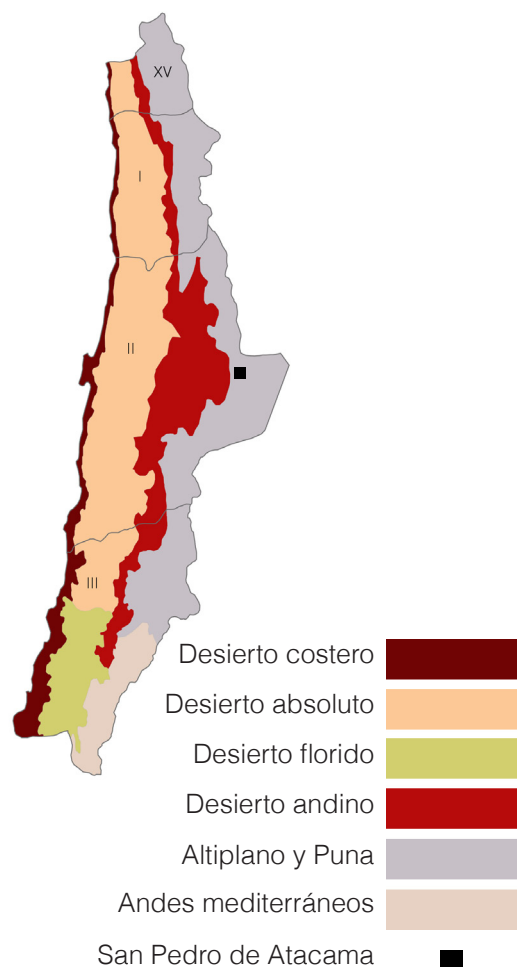 XV
I
II
III
Desierto costero
Desierto absoluto
Desierto florido
Desierto andino
Altiplano y Puna
Andes mediterráneos
San Pedro de Atacama